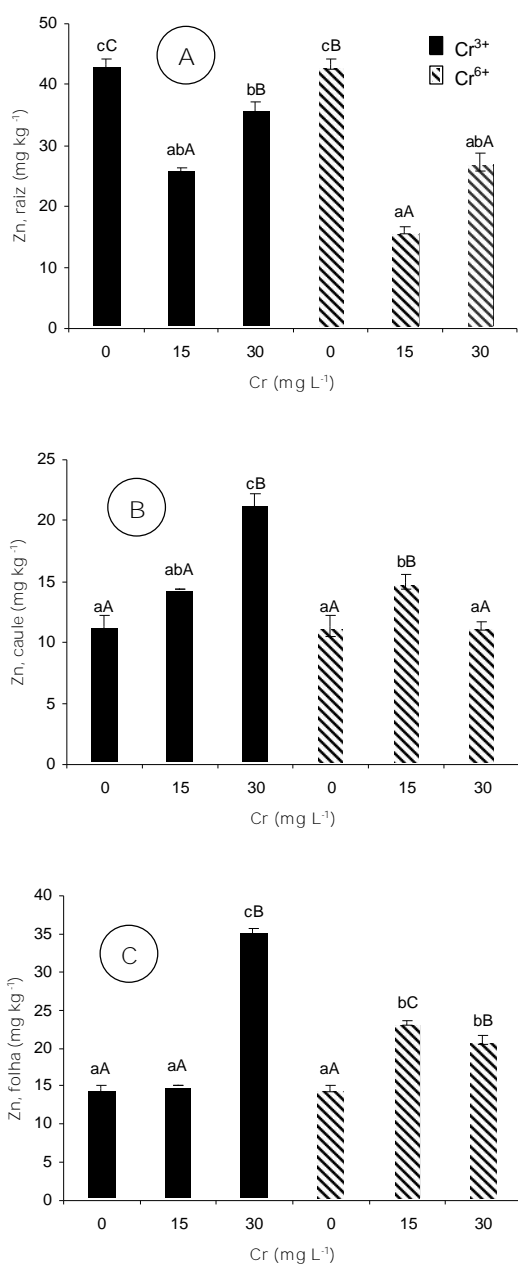 50
40
30
20
10
0
Zn, raiz (mg kg⁻¹)
A
cC
abA
bB
cB
aA
abA
Cr³⁺
Cr⁶⁺
0 15 30 0 15 30
Cr (mg L⁻¹)
25
20
15
10
5
0
Zn, caule (mg kg⁻¹)
B
aA
abA
cB
aA
bB
aA
0 15 30 0 15 30
Cr (mg L⁻¹)
40
35
30
25
20
15
10
5
0
Zn, folha (mg kg⁻¹)
C
aA
aA
cB
aA
bC
bB
0 15 30 0 15 30
Cr (mg L⁻¹)